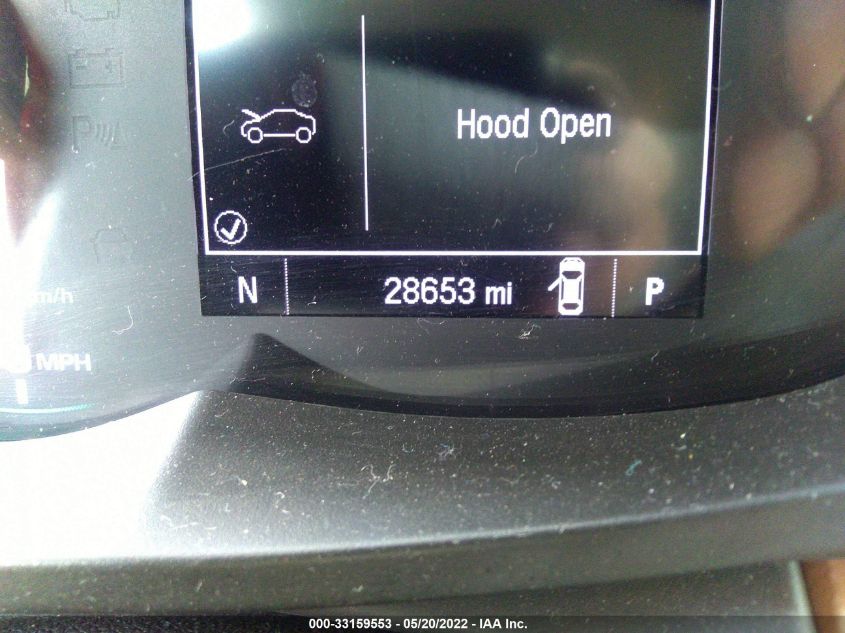 Hood Open
N 28653 mi P
MPH
000-33159553 - 05/20/2022 - IAA Inc.